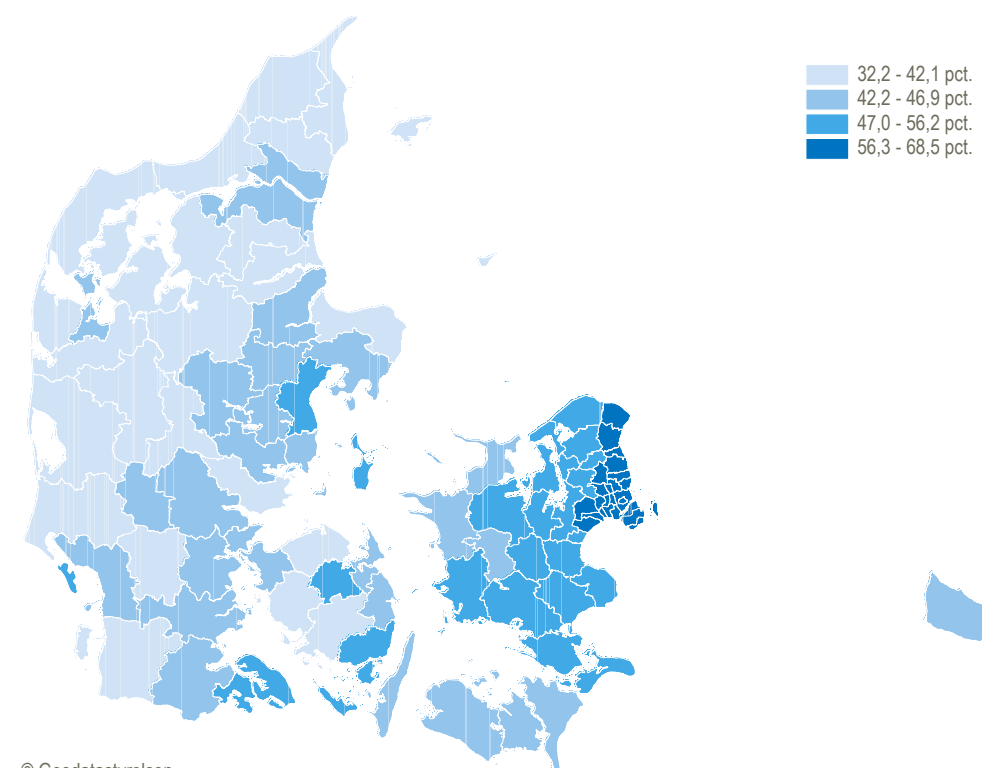 32,2 - 42,1 pct.
42,2 - 46,9 pct.
47,0 - 56,2 pct.
56,3 - 68,5 pct.